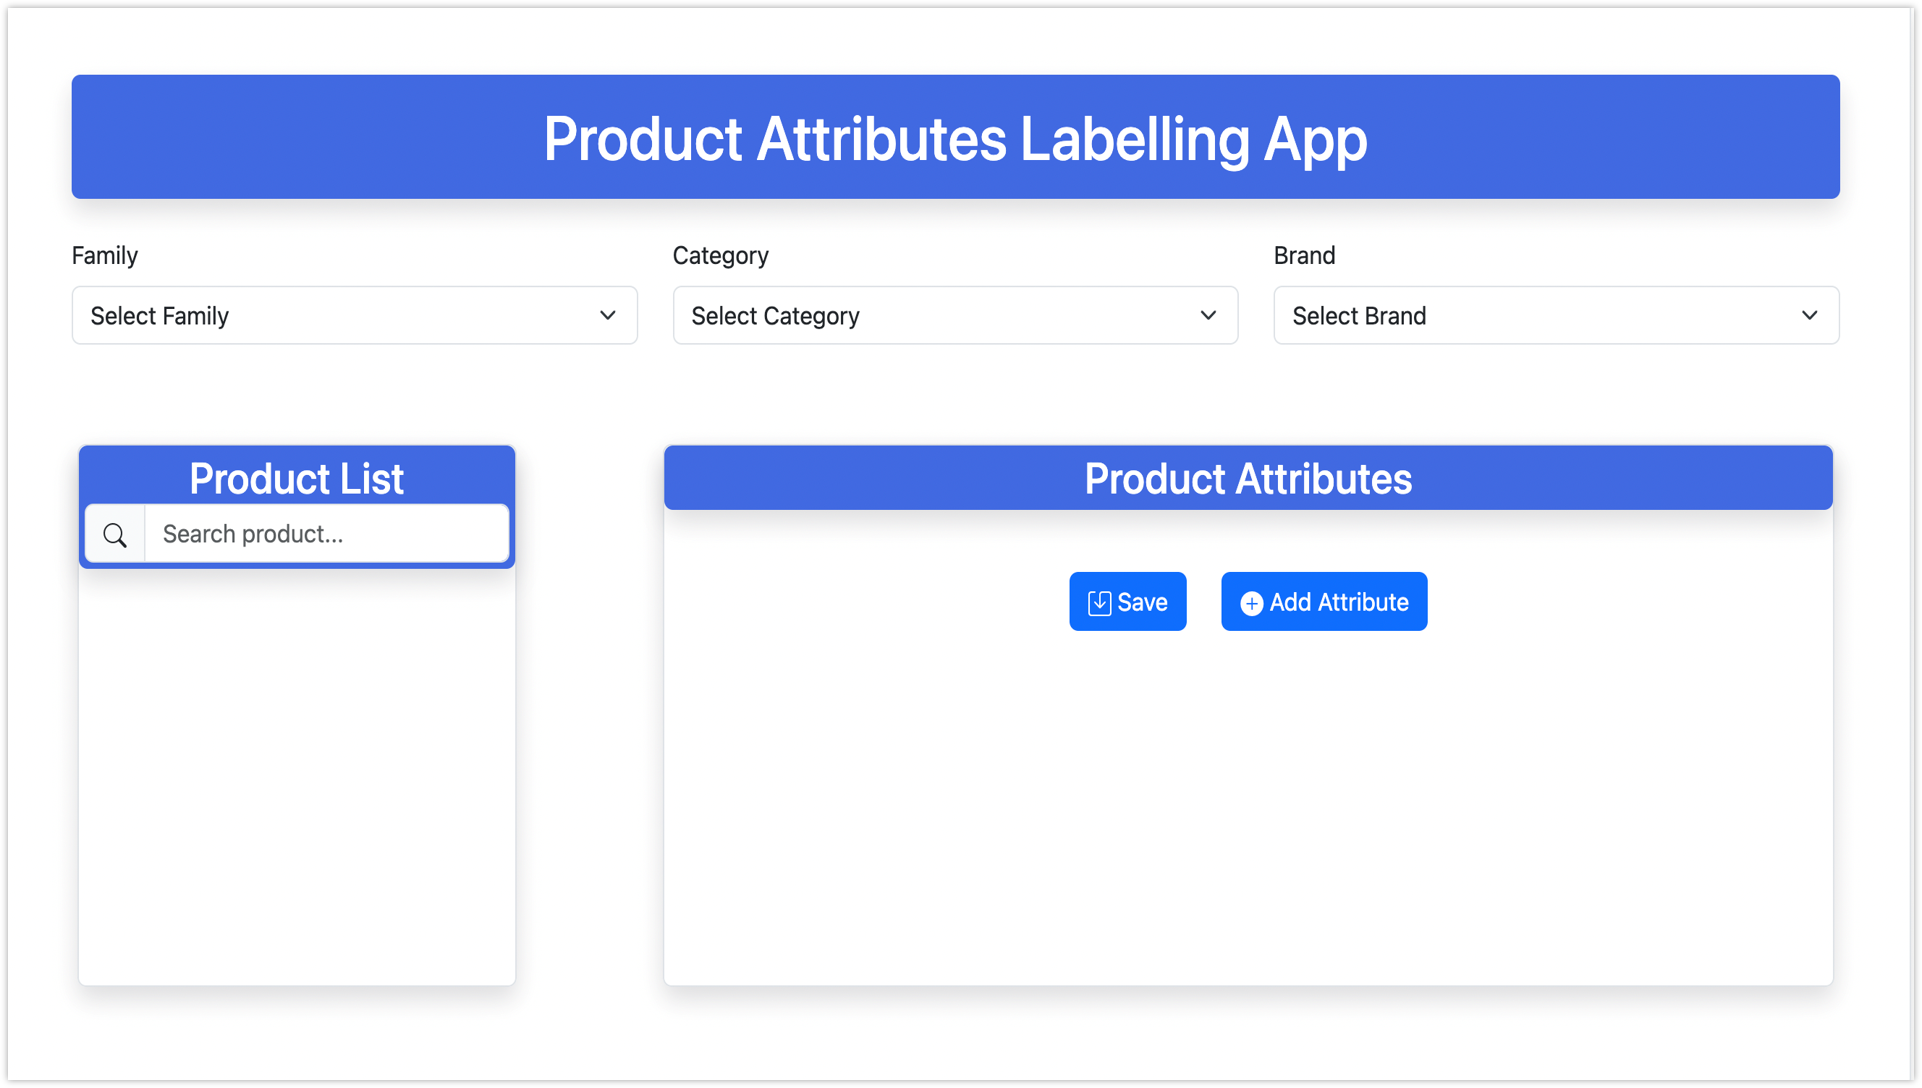 Product Attributes Labelling App
Family
Category
Brand
Select Family
Select Category
Select Brand
Product List
Search product...
Product Attributes
Save
Add Attribute